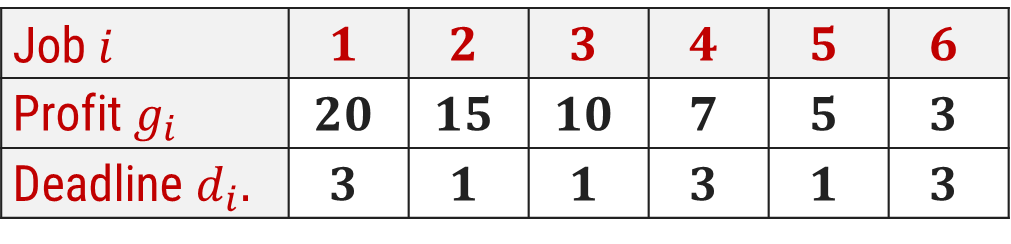 Job i 1 2 3 4 5 6
Profit gᵢ 20 15 10 7 5 3
Deadline dᵢ. 3 1 1 3 1 3